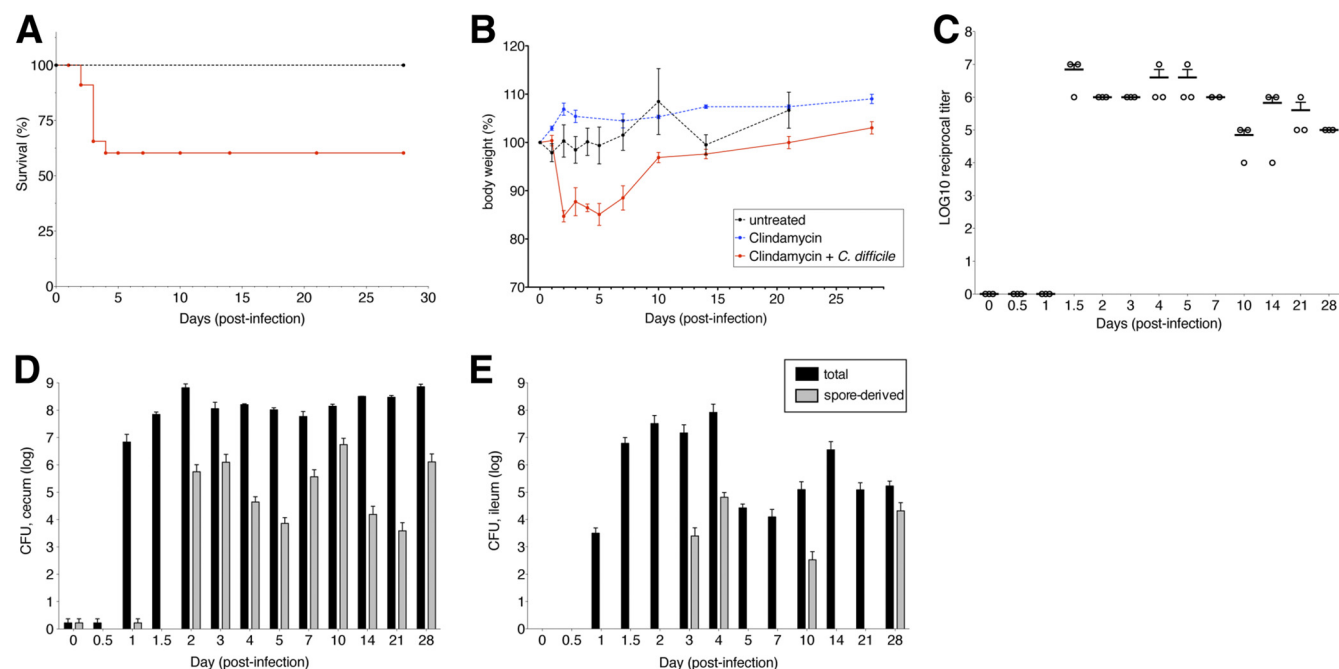 A
Survival (%)
100
75
50
25
0
0 5 10 15 20 25 30
Days (post-infection)
B
body weight (%)
120
110
100
90
80
70
0 5 10 15 20 25
Days (post-infection)
untreated
Clindamycin
Clindamycin + C. difficile
C
LOG10 reciprocal titer
8
7
6
5
4
3
2
1
0
0 0.5 1 1.5 2 3 4 5 7 10 14 21 28
Days (post-infection)
D
CFU, cecum (log)
9
8
7
6
5
4
3
2
1
0
0 0.5 1 1.5 2 3 4 5 7 10 14 21 28
Day (post-infection)
E
CFU, ileum (log)
9
8
7
6
5
4
3
2
1
0
0 0.5 1 1.5 2 3 4 5 7 10 14 21 28
Day (post-infection)
total
spore-derived